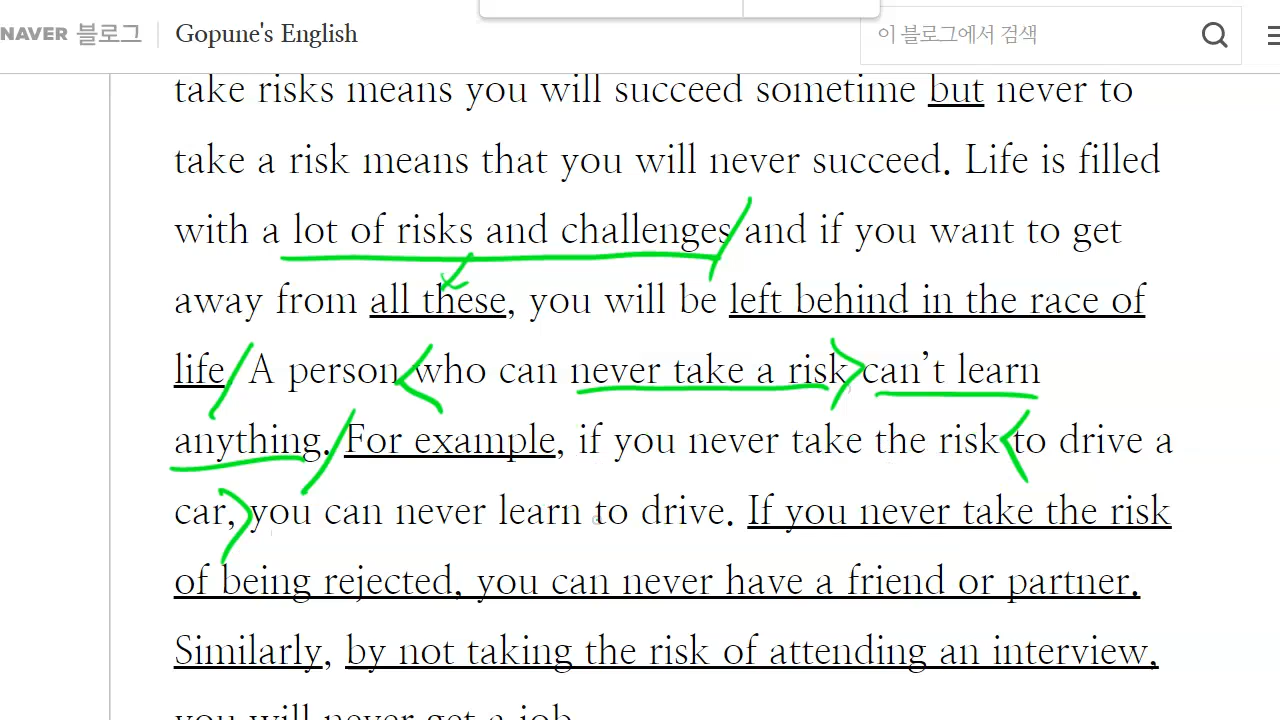 NAVER 블로그 Gopune's English 이 블로그에서 검색
take risks means you will succeed sometime but never to
take a risk means that you will never succeed. Life is filled
with a lot of risks and challenges and if you want to get
away from all these, you will be left behind in the race of
life. A person who can never take a risk can't learn
anything. For example, if you never take the risk to drive a
car, you can never learn to drive. If you never take the risk
of being rejected, you can never have a friend or partner.
Similarly, by not taking the risk of attending an interview,
you will never get a job.